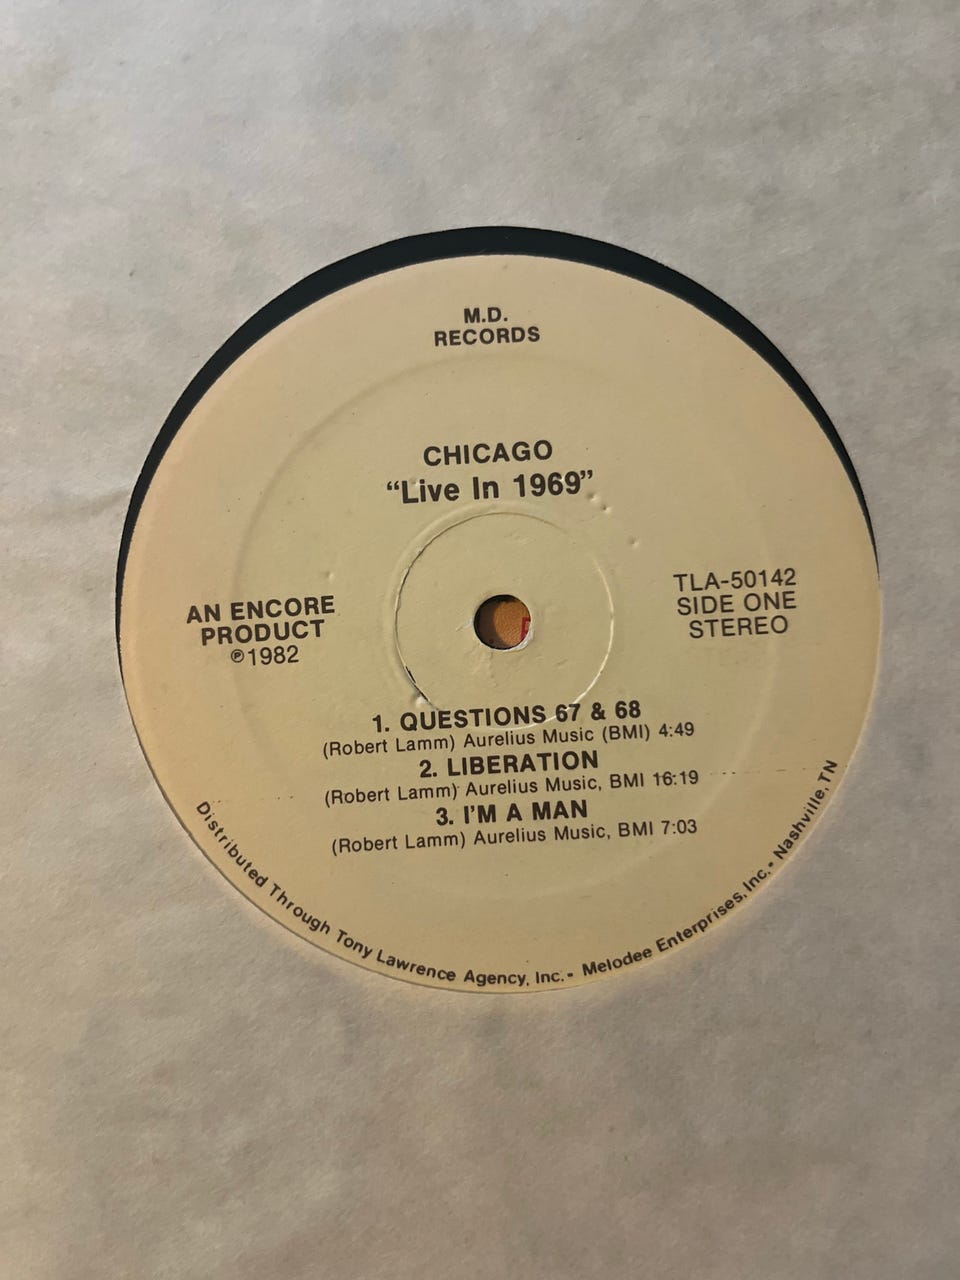 M.D.
RECORDS
CHICAGO
“Live In 1969”
AN ENCORE
PRODUCT
℗1982
TLA-50142
SIDE ONE
STEREO
1. QUESTIONS 67 & 68
(Robert Lamm) Aurelius Music (BMI) 4:49
2. LIBERATION
(Robert Lamm) Aurelius Music, BMI 16:19
3. I'M A MAN
(Robert Lamm) Aurelius Music, BMI 7:03
Distributed Through Tony Lawrence Agency, Inc. • Melodee Enterprises, Inc. • Nashville, TN